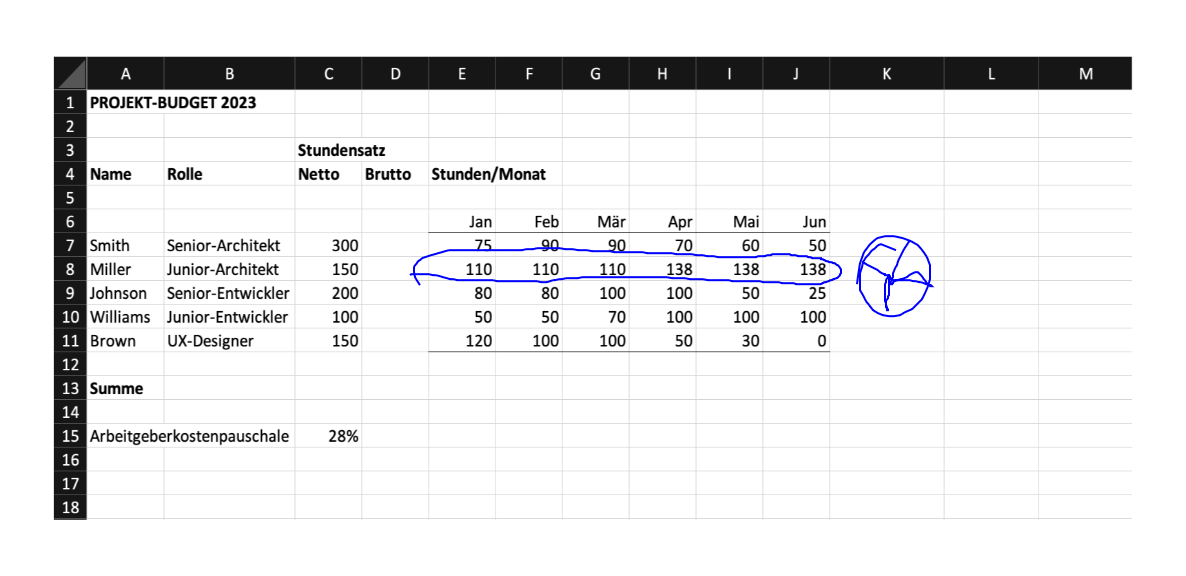 A B C D E F G H I J K L M
1 PROJEKT-BUDGET 2023
2
3 Stundensatz
4 Name Rolle Netto Brutto Stunden/Monat
5
6 Jan Feb Mär Apr Mai Jun
7 Smith Senior-Architekt 300 75 90 90 70 60 50
8 Miller Junior-Architekt 150 110 110 110 138 138 138
9 Johnson Senior-Entwickler 200 80 80 100 100 50 25
10 Williams Junior-Entwickler 100 50 50 70 100 100 100
11 Brown UX-Designer 150 120 100 100 50 30 0
12
13 Summe
14
15 Arbeitgeberkostenpauschale 28%
16
17
18